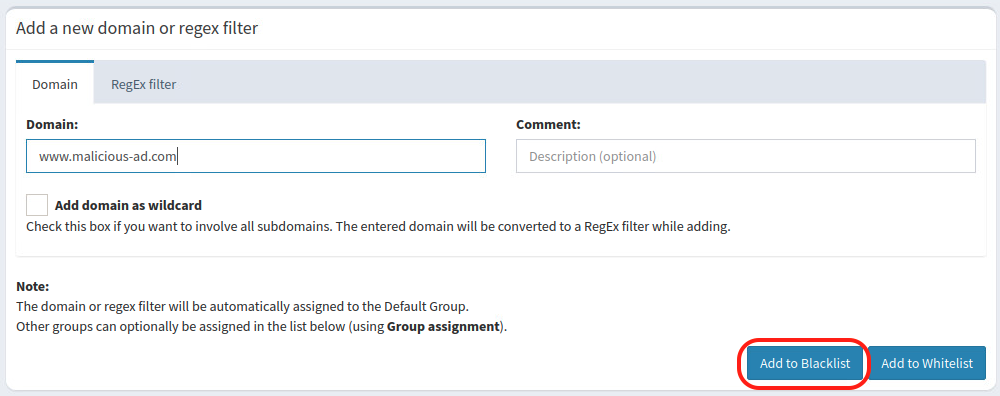 Add a new domain or regex filter
Domain
RegEx filter
Domain:
Comment:
www.malicious-ad.com
Description (optional)
Add domain as wildcard
Check this box if you want to involve all subdomains. The entered domain will be converted to a RegEx filter while adding.
Note:
The domain or regex filter will be automatically assigned to the Default Group.
Other groups can optionally be assigned in the list below (using Group assignment).
Add to Blacklist
Add to Whitelist